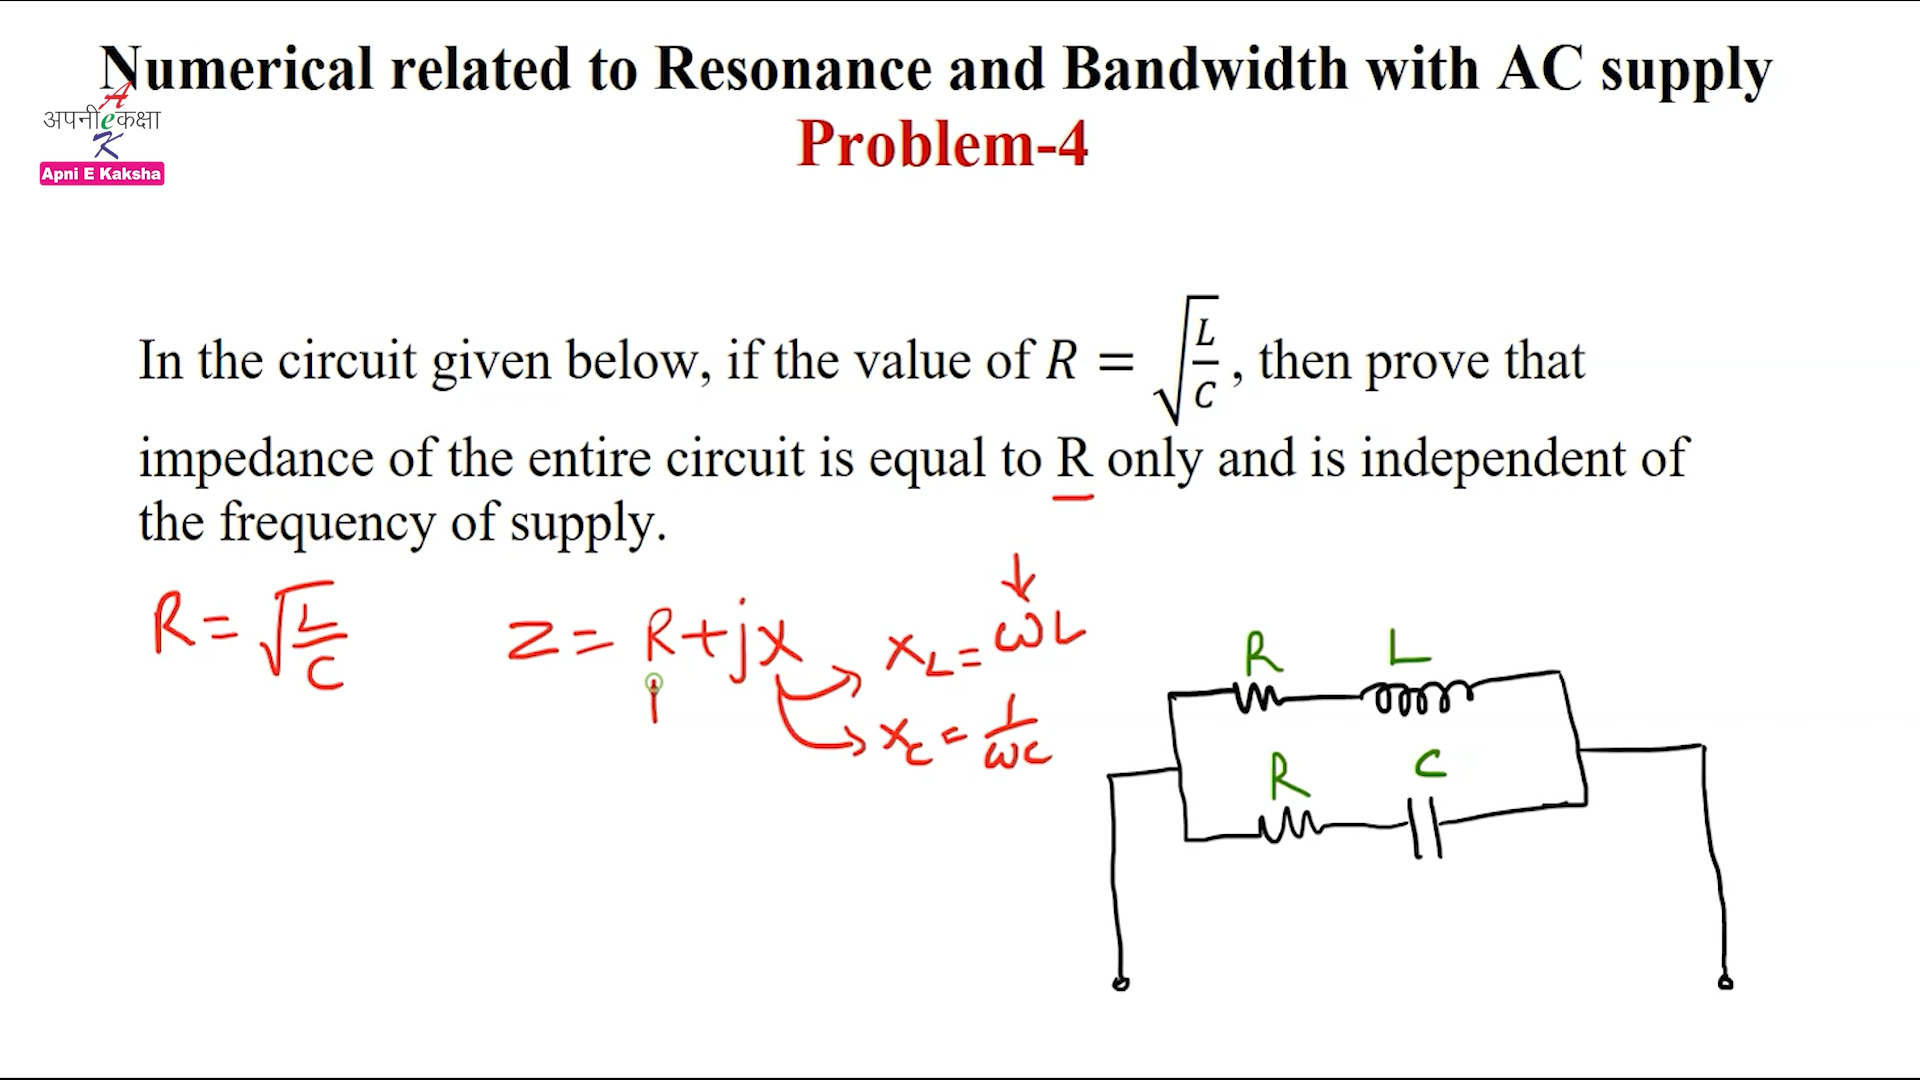 Numerical related to Resonance and Bandwidth with AC supply
Problem-4
A
अपनीeकक्षा
K
Apni E Kaksha
In the circuit given below, if the value of R = √(L/C), then prove that
impedance of the entire circuit is equal to R only and is independent of
the frequency of supply.
R = √(L/C)
Z = R + jx
xL = ωL
xc = 1/ωc
R L
R C